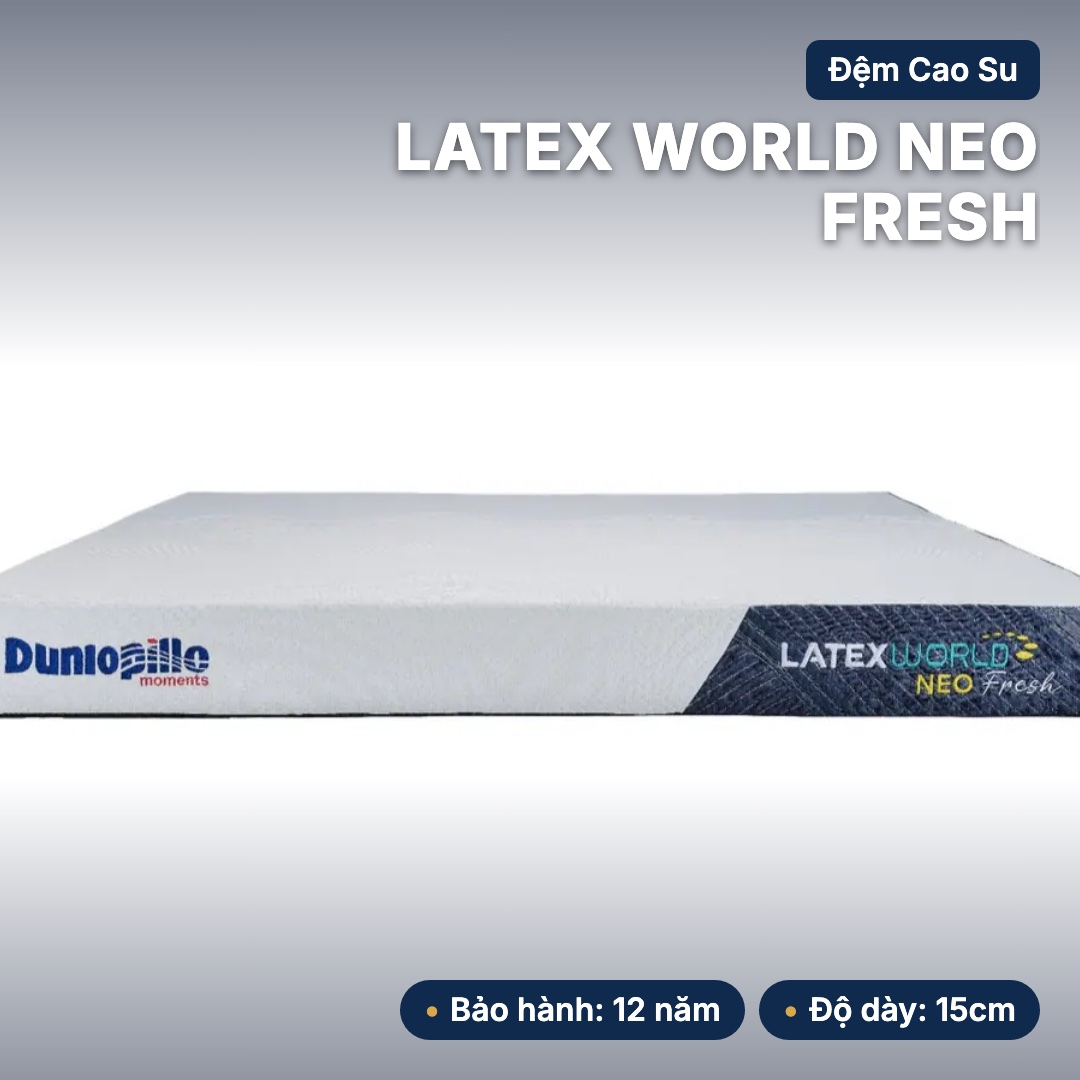 Đệm Cao Su
LATEX WORLD NEO
FRESH
Dunlopillo
moments
LATEX WORLD
NEO Fresh
• Bảo hành: 12 năm
• Độ dày: 15cm